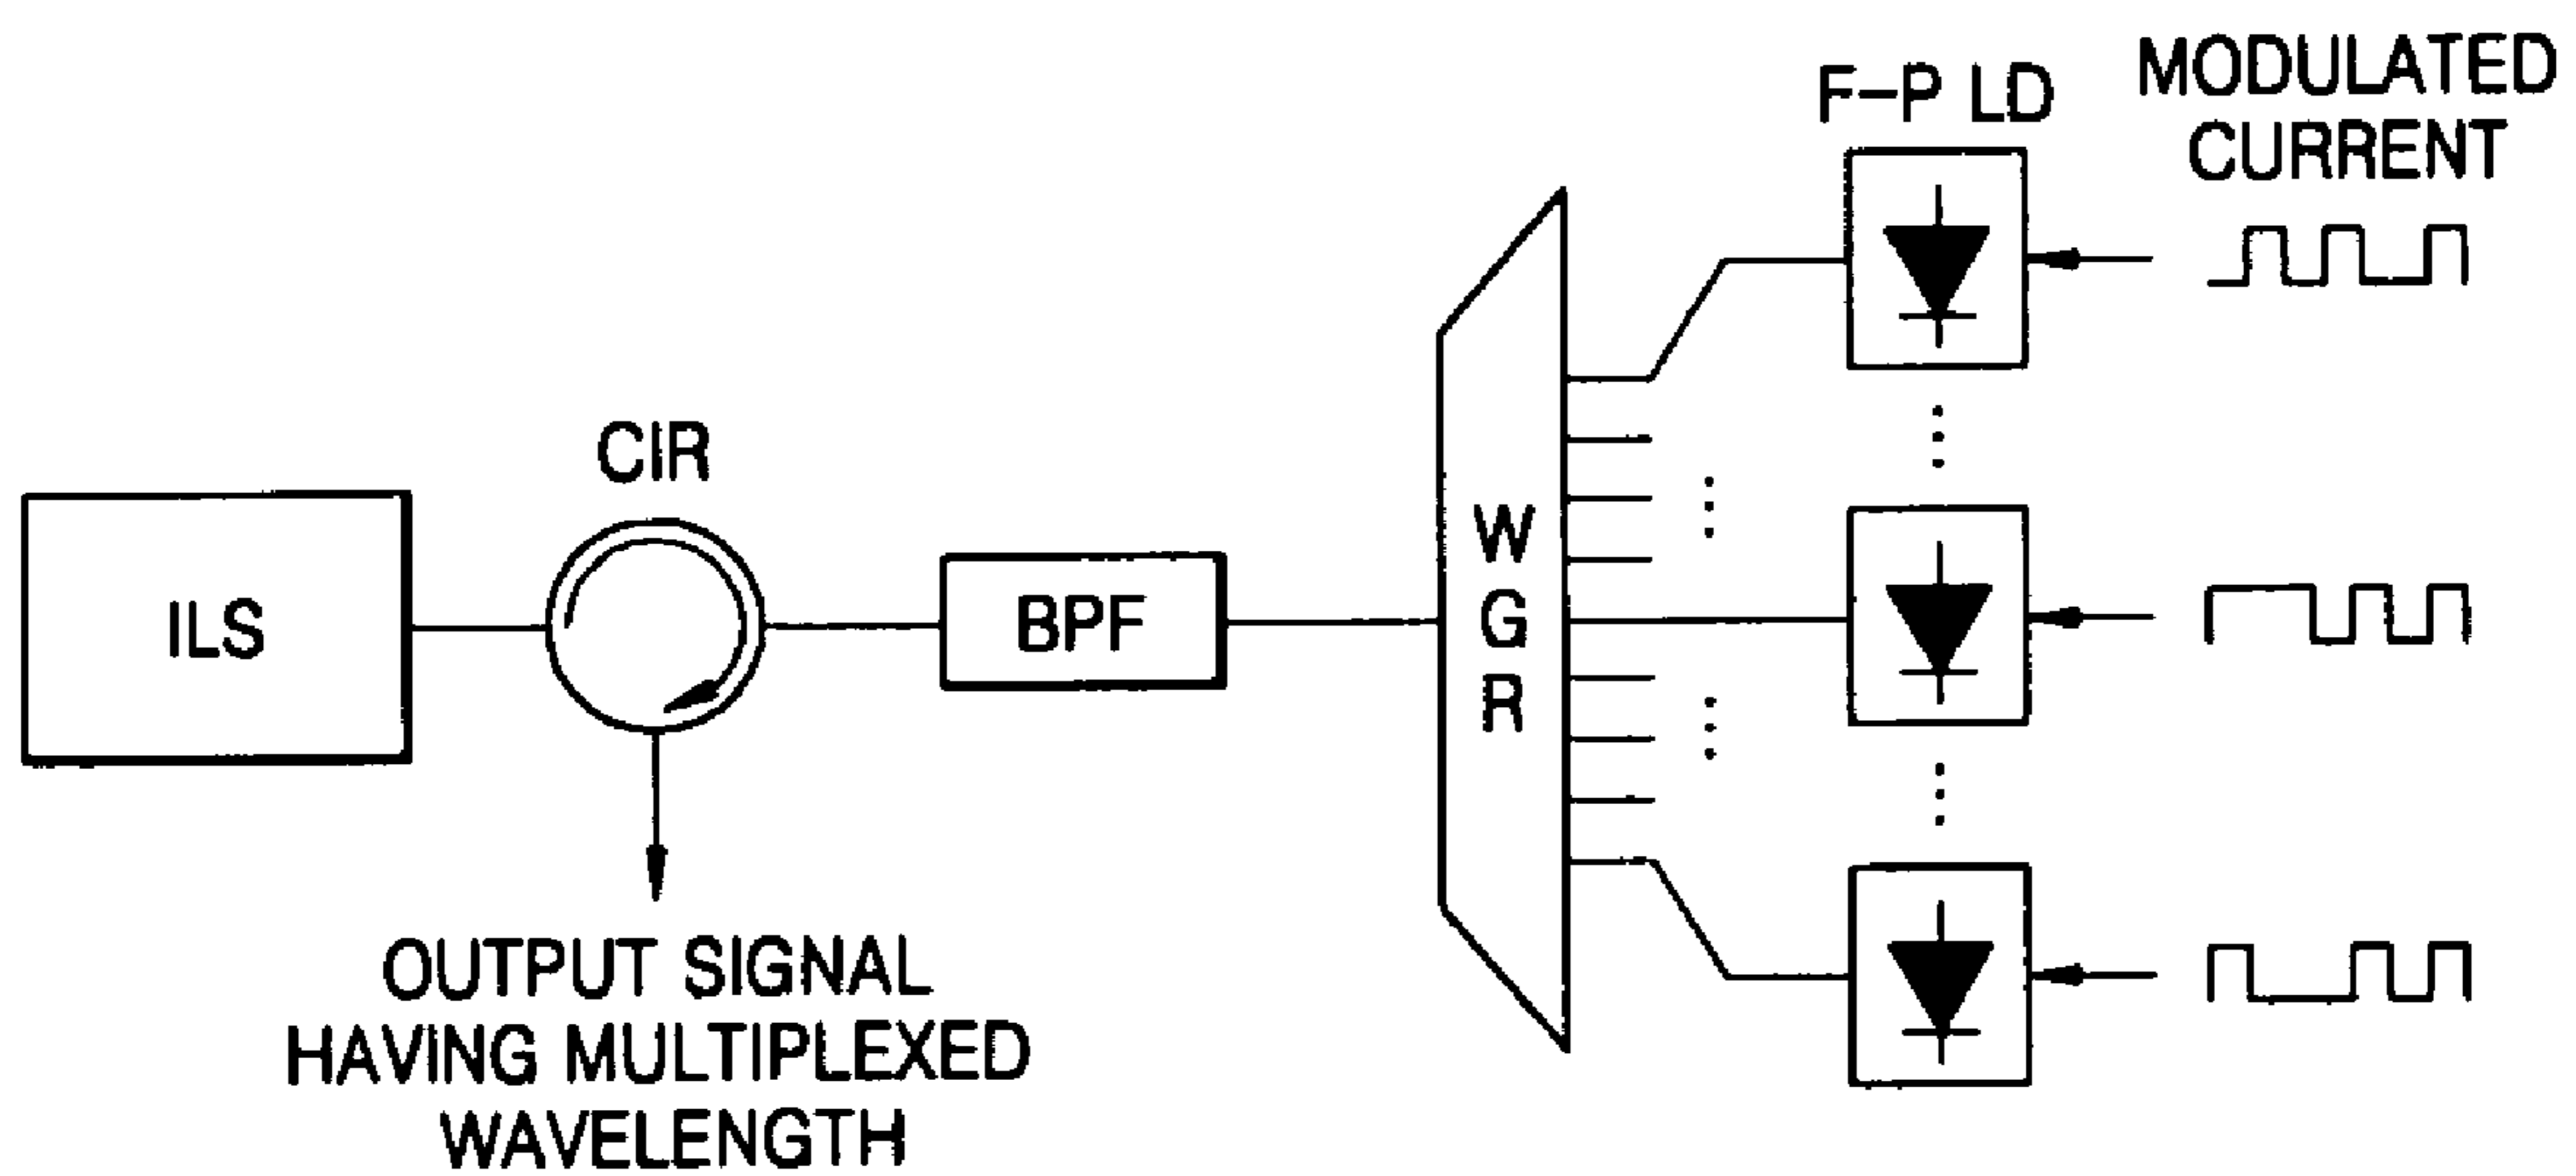 F-P LD
MODULATED
CURRENT
CIR
ILS
BPF
W
G
R
OUTPUT SIGNAL
HAVING MULTIPLEXED
WAVELENGTH